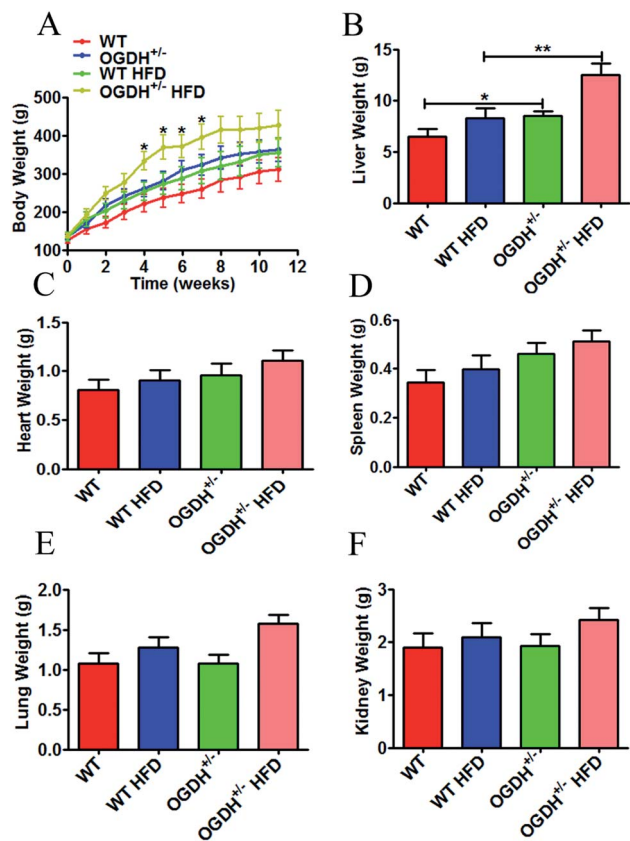 A
WT
OGDH+/-
WT HFD
OGDH+/- HFD
Body Weight (g)
500
400
300
200
100
* * * *
0 2 4 6 8 10 12
Time (weeks)
B
Liver Weight (g)
15
10
5
0
*
**
WT
WT HFD
OGDH+/-
OGDH+/- HFD
C
Heart Weight (g)
1.5
1.0
0.5
0.0
WT
WT HFD
OGDH+/-
OGDH+/- HFD
D
Spleen Weight (g)
0.6
0.4
0.2
0.0
WT
WT HFD
OGDH+/-
OGDH+/- HFD
E
Lung Weight (g)
2.0
1.5
1.0
0.5
0.0
WT
WT HFD
OGDH+/-
OGDH+/- HFD
F
Kidney Weight (g)
3
2
1
0
WT
WT HFD
OGDH+/-
OGDH+/- HFD